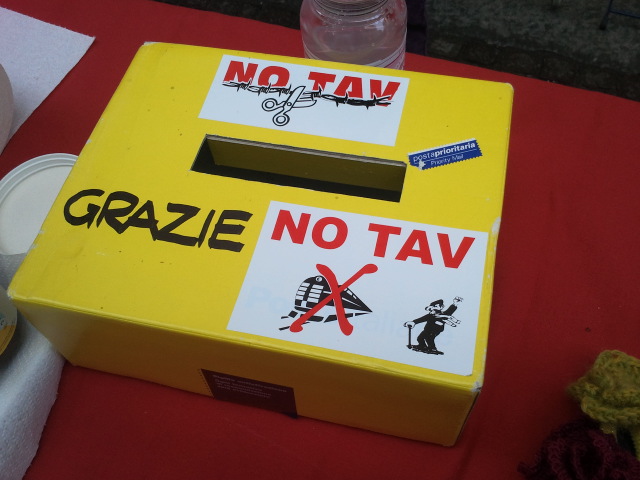 NO TAV
postaprioritaria
Priority Mail
GRAZIE
NO TAV